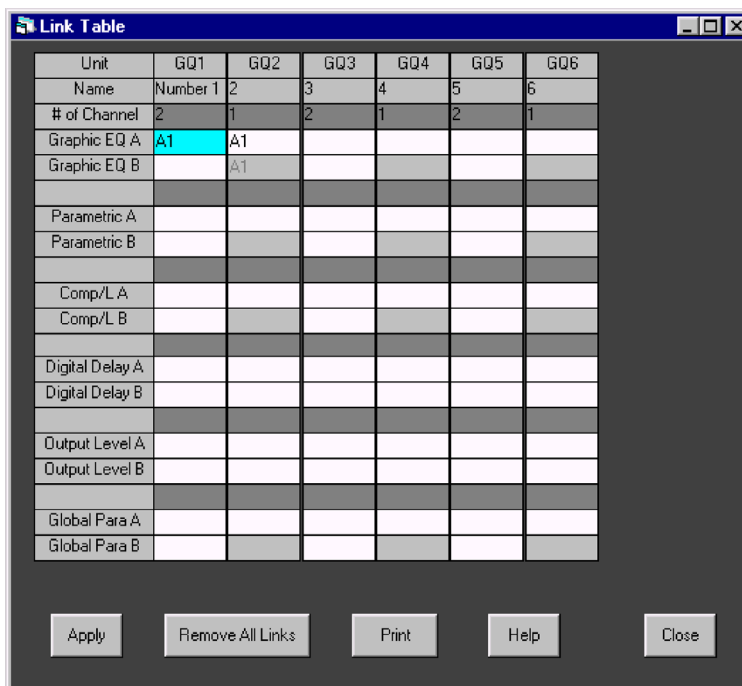 Link Table
Unit GQ1 GQ2 GQ3 GQ4 GQ5 GQ6
Name Number 1 2 3 4 5 6
# of Channel 2 1 2 1 2 1
Graphic EQ A A1 A1
Graphic EQ B A1
Parametric A
Parametric B
Comp/L A
Comp/L B
Digital Delay A
Digital Delay B
Output Level A
Output Level B
Global Para A
Global Para B
Apply Remove All Links Print Help Close